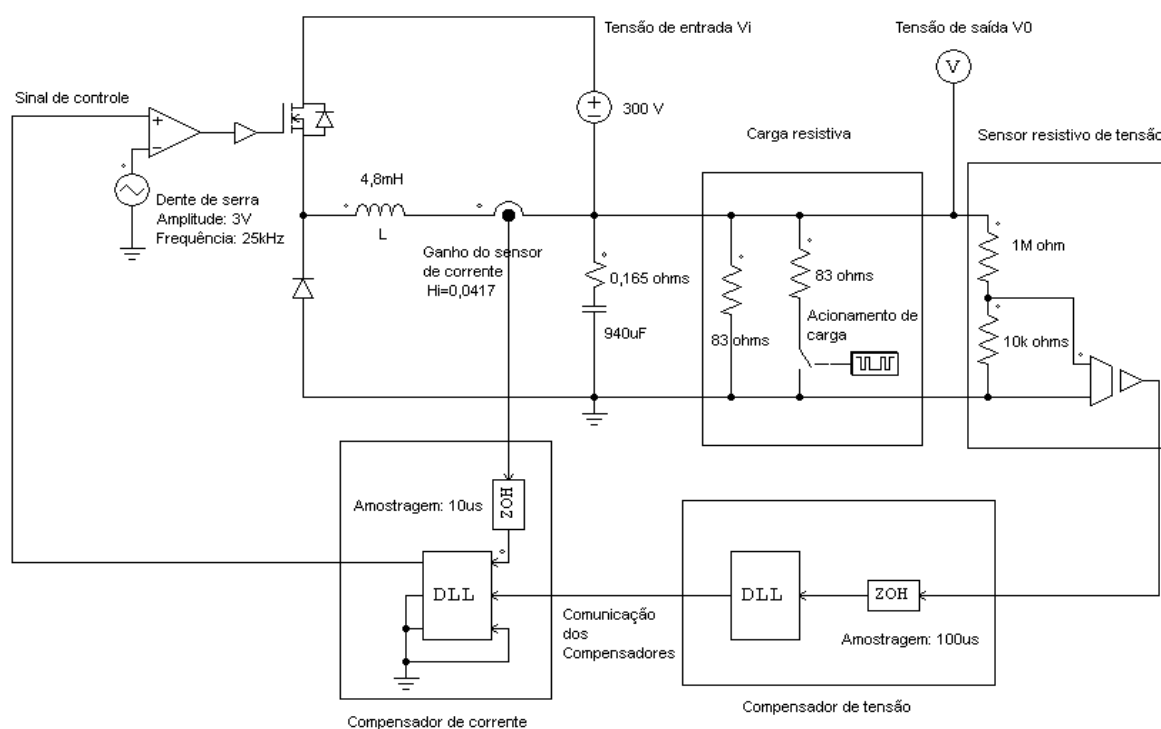 Tensão de entrada Vi
Tensão de saída V0
V
Sinal de controle
300 V
Carga resistiva
Sensor resistivo de tensão
4,8mH
Dente de serra
Amplitude: 3V
Frequência: 25kHz
L
Ganho do sensor
de corrente
Hi=0,0417
0,165 ohms
940uF
83 ohms
83 ohms
Acionamento de
carga
1M ohm
10k ohms
Amostragem: 10us
ZOH
DLL
Comunicação
dos
Compensadores
DLL
ZOH
Amostragem: 100us
Compensador de corrente
Compensador de tensão